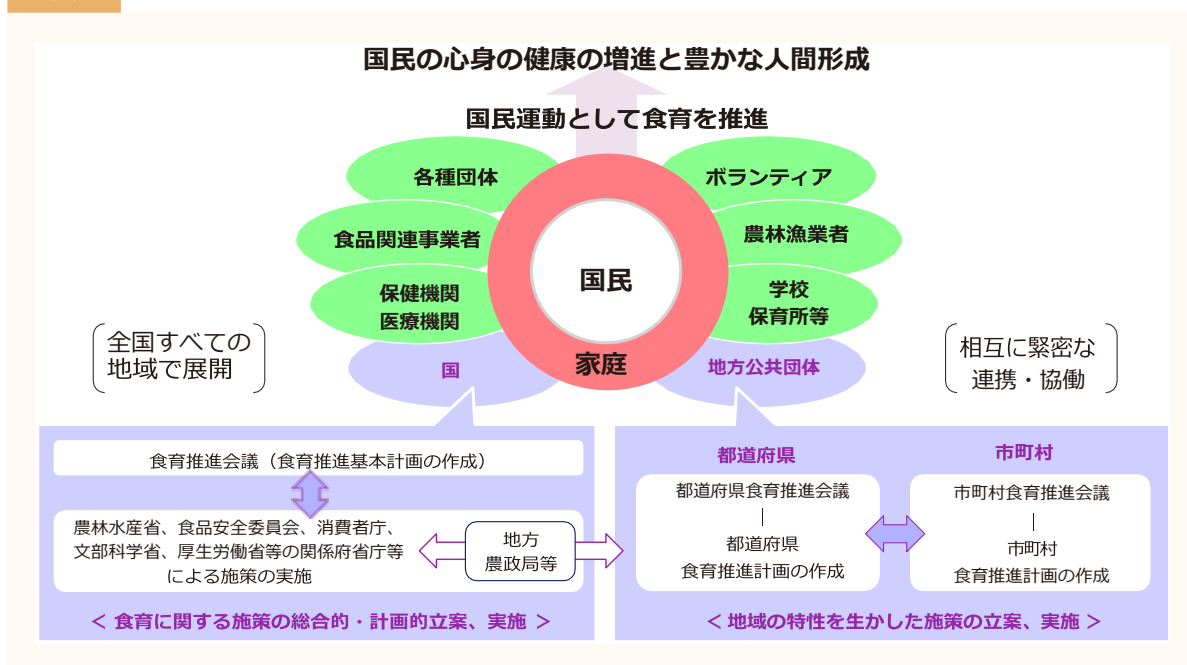 国民の心身の健康の増進と豊かな人間形成
国民運動として食育を推進
各種団体
ボランティア
食品関連事業者
農林漁業者
保健機関
医療機関
国民
学校
保育所等
国
家庭
地方公共団体
全国すべての
地域で展開
相互に緊密な
連携・協働
食育推進会議（食育推進基本計画の作成）
農林水産省、食品安全委員会、消費者庁、
文部科学省、厚生労働省等の関係府省庁等
による施策の実施
地方
農政局等
＜ 食育に関する施策の総合的・計画的立案、実施 ＞
都道府県
都道府県食育推進会議
都道府県
食育推進計画の作成
市町村
市町村食育推進会議
市町村
食育推進計画の作成
＜ 地域の特性を生かした施策の立案、実施 ＞